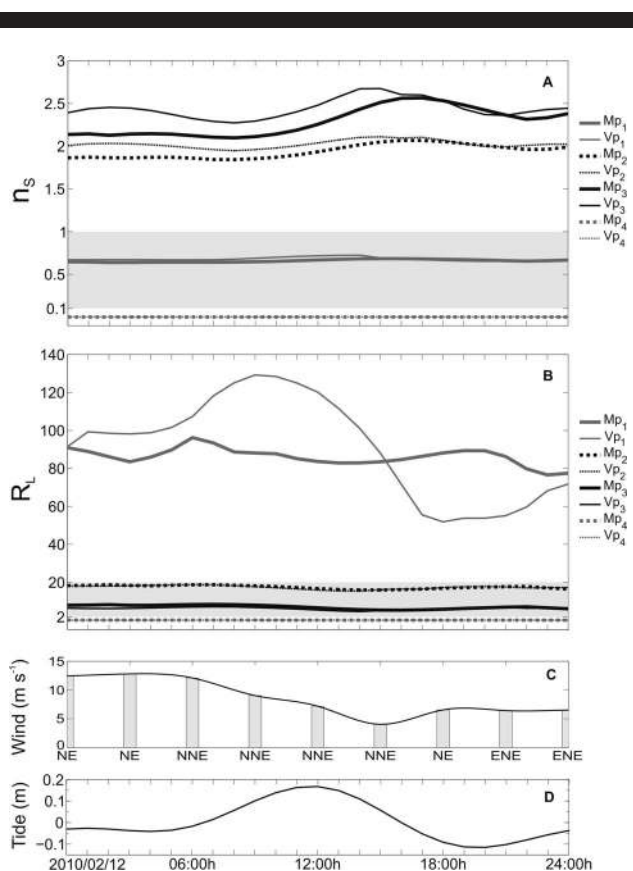 3
A
2.5
2
1.5
1
0.5
0.1
nS
Mp1
Vp1
Mp2
Vp2
Mp3
Vp3
Mp4
Vp4
140
B
120
100
80
60
40
20
2
RL
Mp1
Vp1
Mp2
Vp2
Mp3
Vp3
Mp4
Vp4
15
C
10
5
0
Wind (m s⁻¹)
NE NE NNE NNE NNE NNE NE ENE ENE
0.2
D
0.1
0
−0.1
Tide (m)
2010/02/12 06:00h 12:00h 18:00h 24:00h